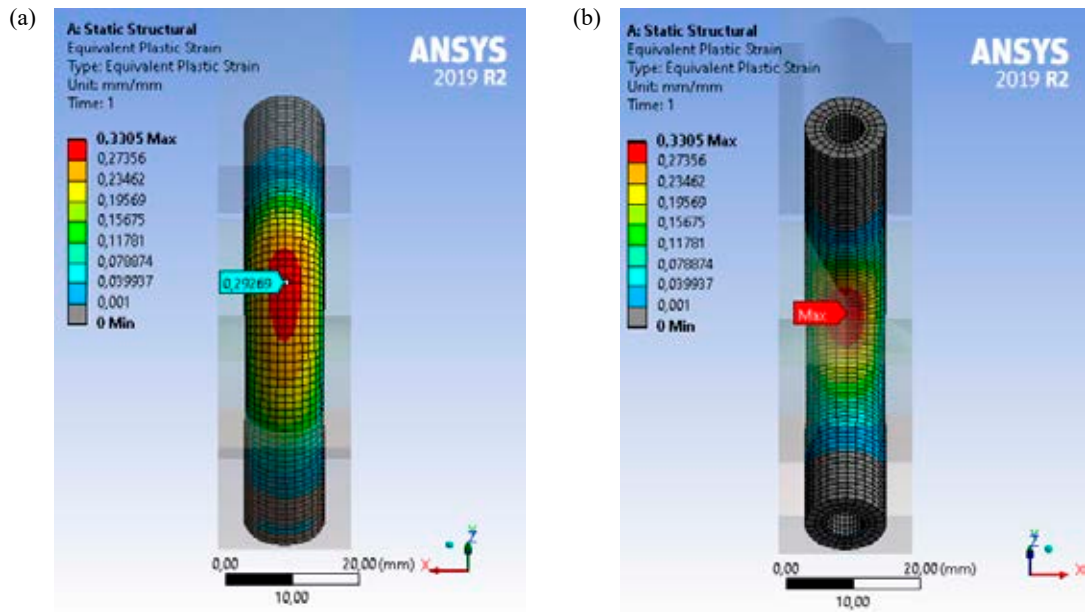 (a)
A: Static Structural
Equivalent Plastic Strain
Type: Equivalent Plastic Strain
Unit: mm/mm
Time: 1
ANSYS
2019 R2
0,3305 Max
0,27356
0,23462
0,19569
0,15675
0,11781
0,078874
0,039937
0,001
0 Min
0,29269
0,00
20,00 (mm)
10,00
X
Y
Z
(b)
A: Static Structural
Equivalent Plastic Strain
Type: Equivalent Plastic Strain
Unit: mm/mm
Time: 1
ANSYS
2019 R2
0,3305 Max
0,27356
0,23462
0,19569
0,15675
0,11781
0,078874
0,039937
0,001
0 Min
Max
0,00
20,00 (mm)
10,00
Z
X